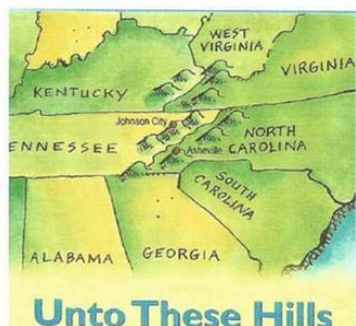 WEST
VIRGINIA
VIRGINIA
KENTUCKY
Johnson City
NORTH
ENNESSEE
Asheville
CAROLINA
SOUTH
CAROLINA
ALABAMA
GEORGIA
Unto These Hills